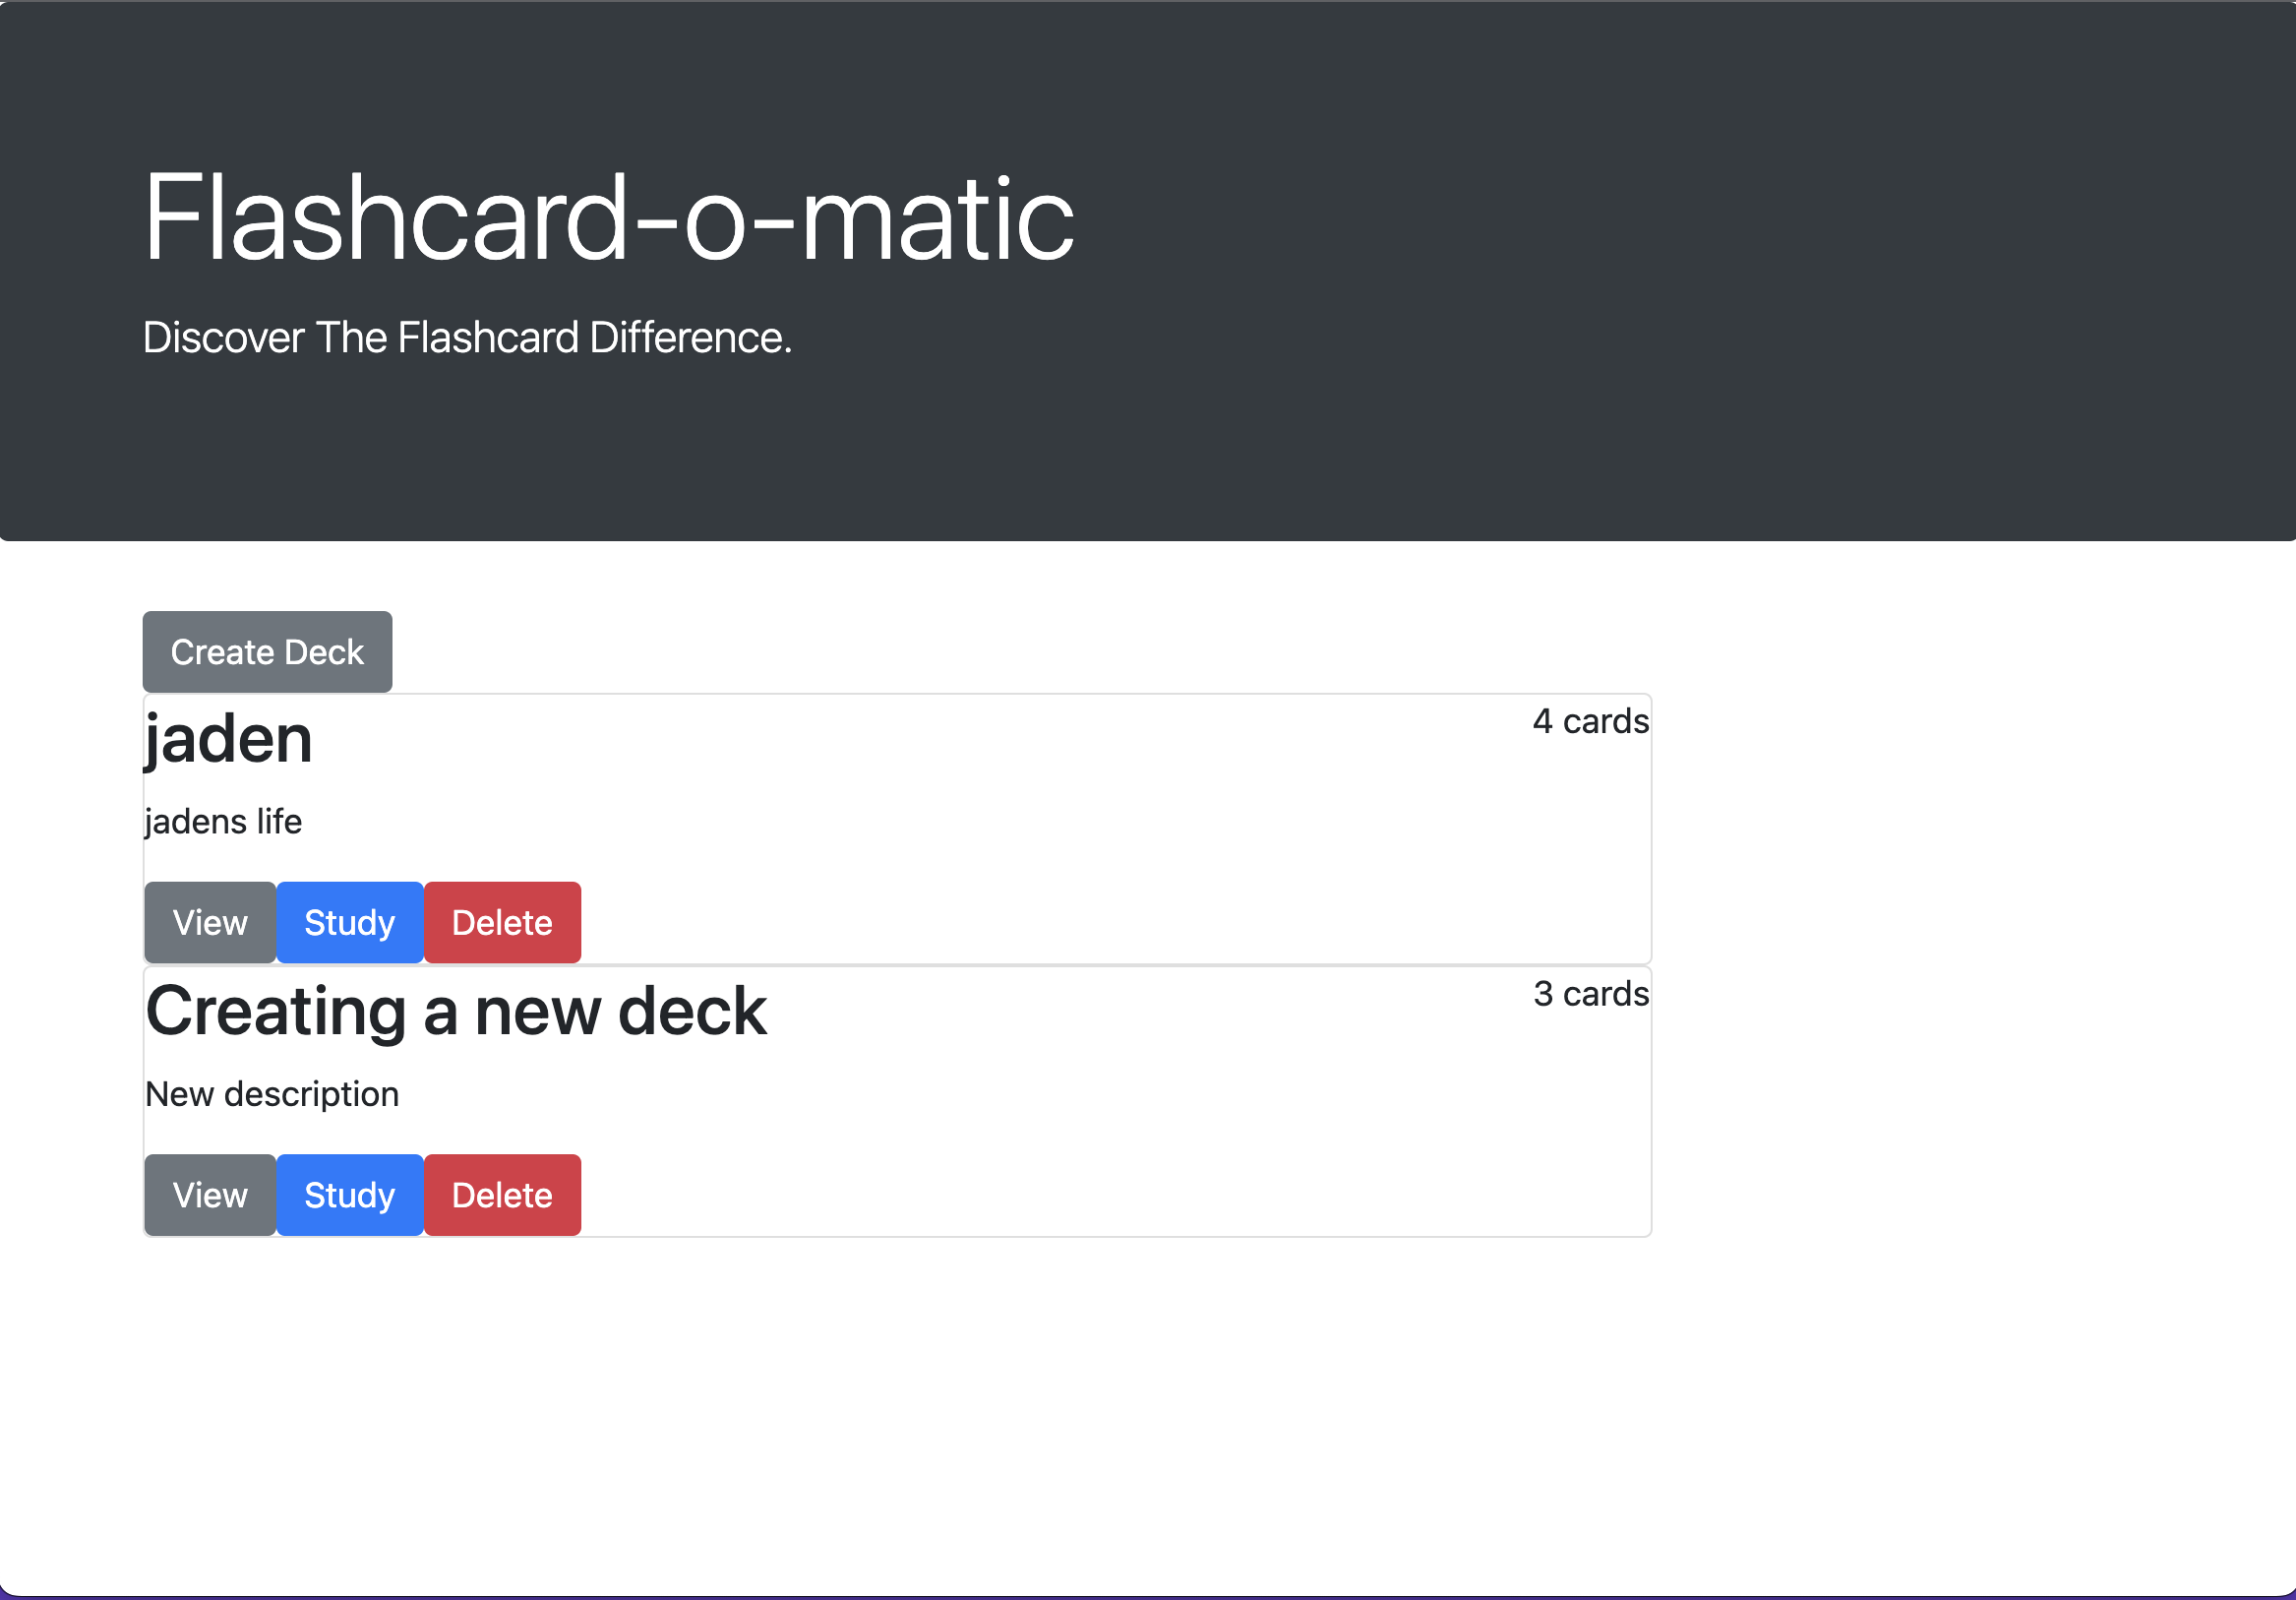 Flashcard-o-matic
Discover The Flashcard Difference.
Create Deck
jaden 4 cards
jadens life
View Study Delete
Creating a new deck 3 cards
New description
View Study Delete